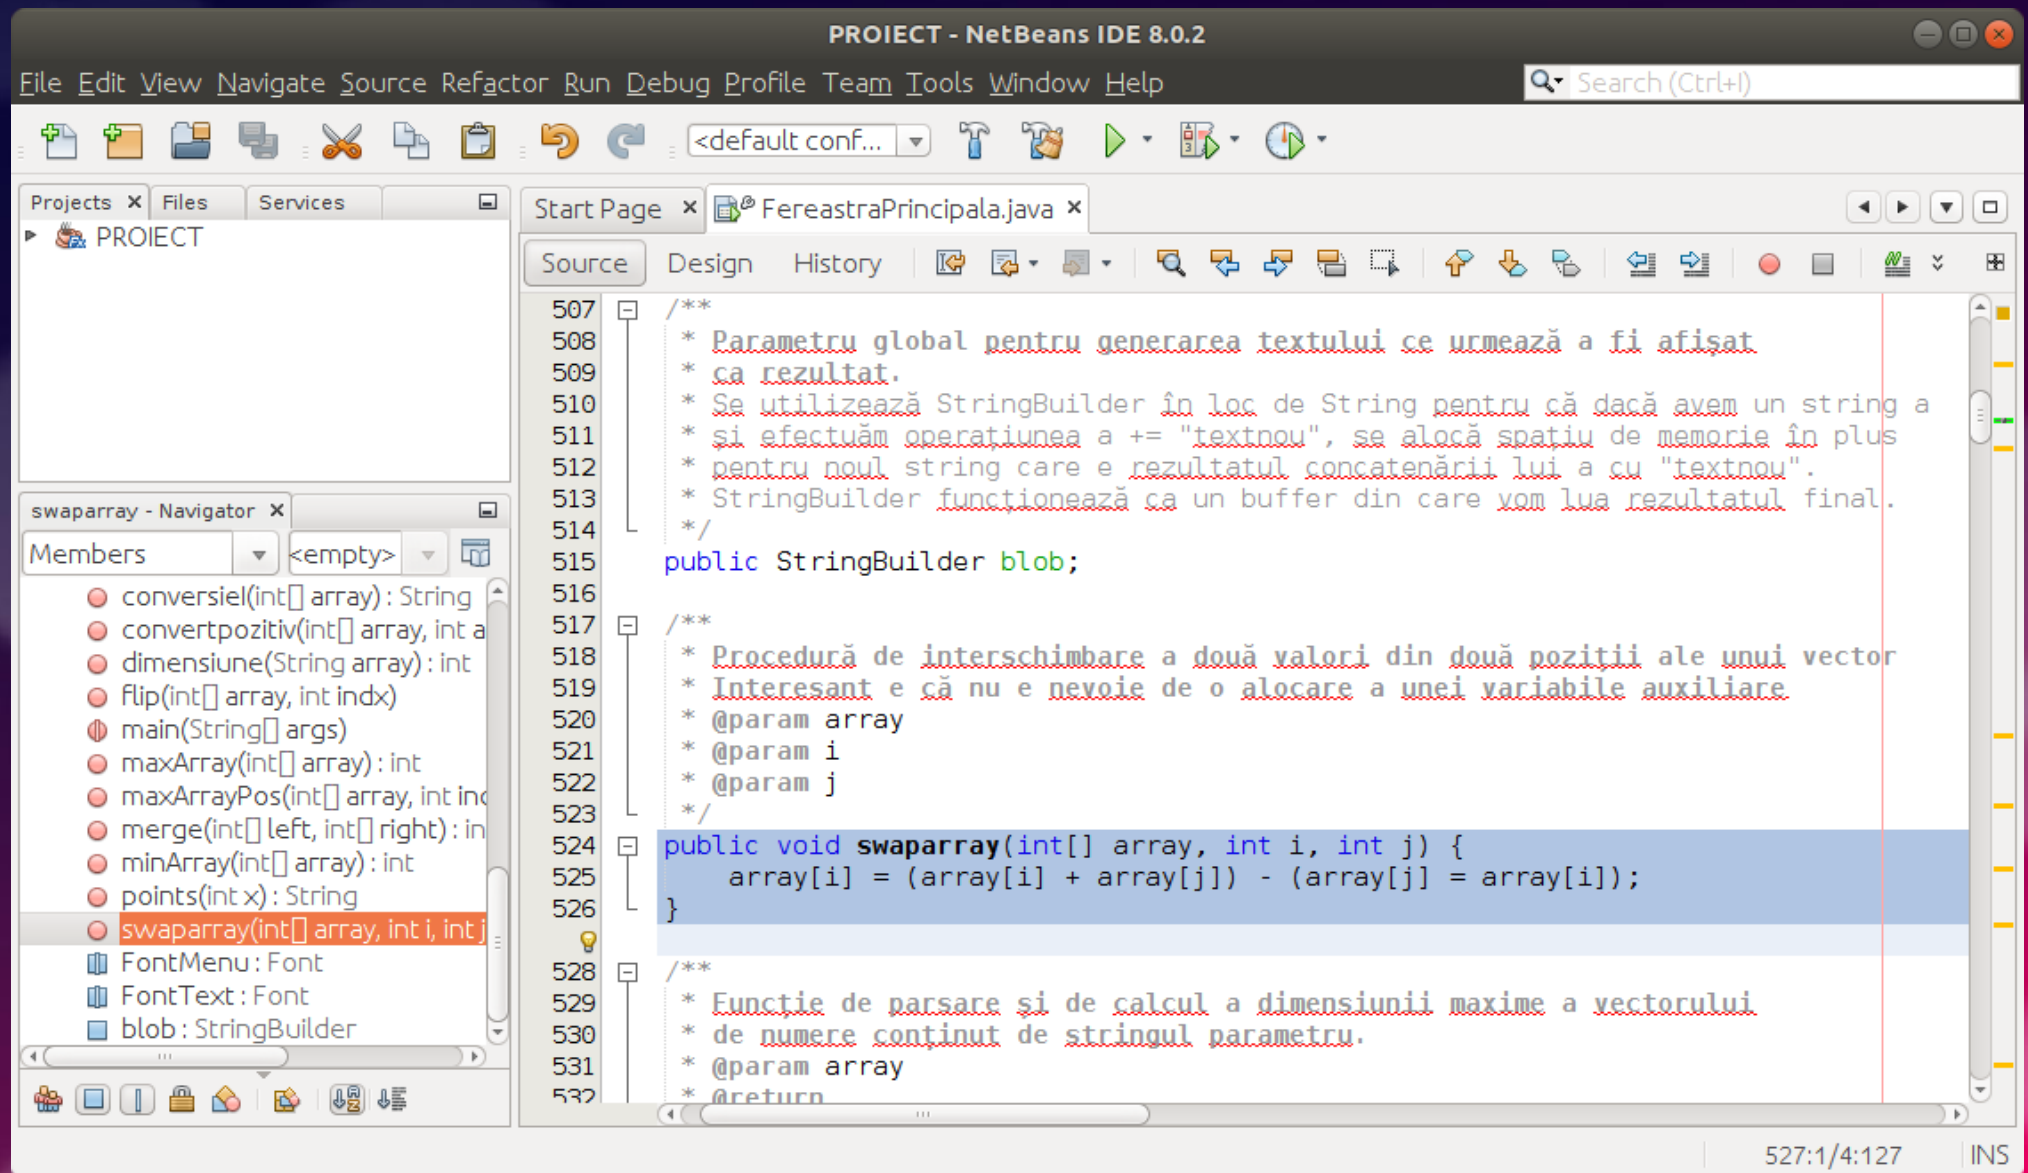 PROIECT - NetBeans IDE 8.0.2
File Edit View Navigate Source Refactor Run Debug Profile Team Tools Window Help
Search (Ctrl+I)
<default conf...
Projects Files Services
PROIECT
swaparray - Navigator
Members <empty>
conversieI(int[] array) : String
convertpozitiv(int[] array, int a
dimensiune(String array) : int
flip(int[] array, int indx)
main(String[] args)
maxArray(int[] array) : int
maxArrayPos(int[] array, int ind
merge(int[] left, int[] right) : in
minArray(int[] array) : int
points(int x) : String
swaparray(int[] array, int i, int j
FontMenu : Font
FontText : Font
blob : StringBuilder
Start Page FereastraPrincipala.java
Source Design History
507 /**
508 * Parametru global pentru generarea textului ce urmează a fi afișat
509 * ca rezultat.
510 * Se utilizează StringBuilder în loc de String pentru că dacă avem un string a
511 * și efectuăm operațiunea a += "textnou", se alocă spațiu de memorie în plus
512 * pentru noul string care e rezultatul concatenării lui a cu "textnou".
513 * StringBuilder funcționează ca un buffer din care vom lua rezultatul final.
514 */
515 public StringBuilder blob;
516
517 /**
518 * Procedură de interschimbare a două valori din două poziții ale unui vector
519 * Interesant e că nu e nevoie de o alocare a unei variabile auxiliare
520 * @param array
521 * @param i
522 * @param j
523 */
524 public void swaparray(int[] array, int i, int j) {
525 array[i] = (array[i] + array[j]) - (array[j] = array[i]);
526 }
528 /**
529 * Funcție de parsare și de calcul a dimensiunii maxime a vectorului
530 * de numere conținut de stringul parametru.
531 * @param array
532 * @return
527:1/4:127 INS